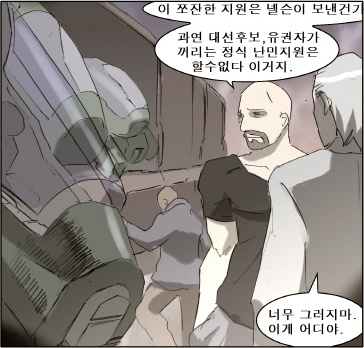 이 쪼잔한 지원은 넬슨이 보낸건가
과연 대선후보,유권자가
꺼리는 정식 난민지원은
할수없다 이거지.
너무 그러지마.
이게 어디야.